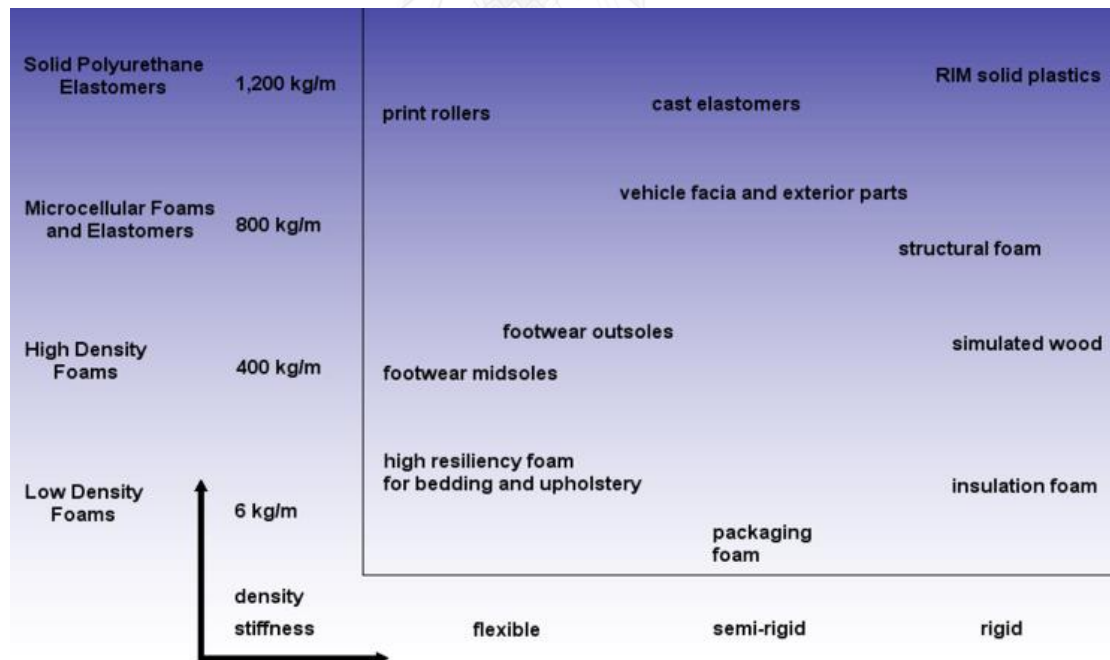 Solid Polyurethane
Elastomers
1,200 kg/m
RIM solid plastics
cast elastomers
print rollers
vehicle facia and exterior parts
Microcellular Foams
and Elastomers
800 kg/m
structural foam
footwear outsoles
simulated wood
High Density
Foams
400 kg/m
footwear midsoles
high resiliency foam
for bedding and upholstery
insulation foam
Low Density
Foams
6 kg/m
packaging
foam
density
stiffness
flexible
semi-rigid
rigid